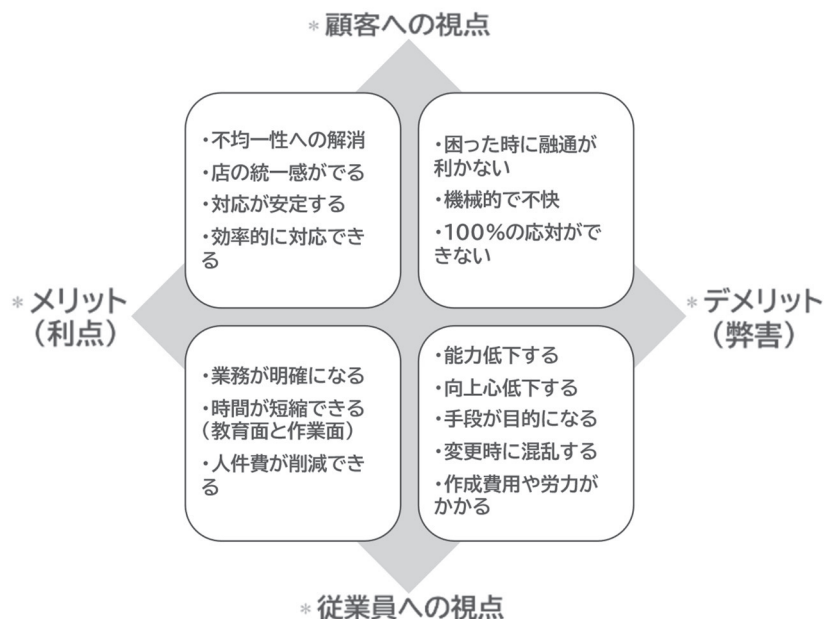 *顧客への視点
・不均一性への解消
・店の統一感がでる
・対応が安定する
・効率的に対応でき
る
・困った時に融通が
利かない
・機械的で不快
・100%の応対がで
きない
*メリット
（利点）
*デメリット
（弊害）
・業務が明確になる
・時間が短縮できる
（教育面と作業面）
・人件費が削減でき
る
・能力低下する
・向上心低下する
・手段が目的になる
・変更時に混乱する
・作成費用や労力が
かかる
*従業員への視点